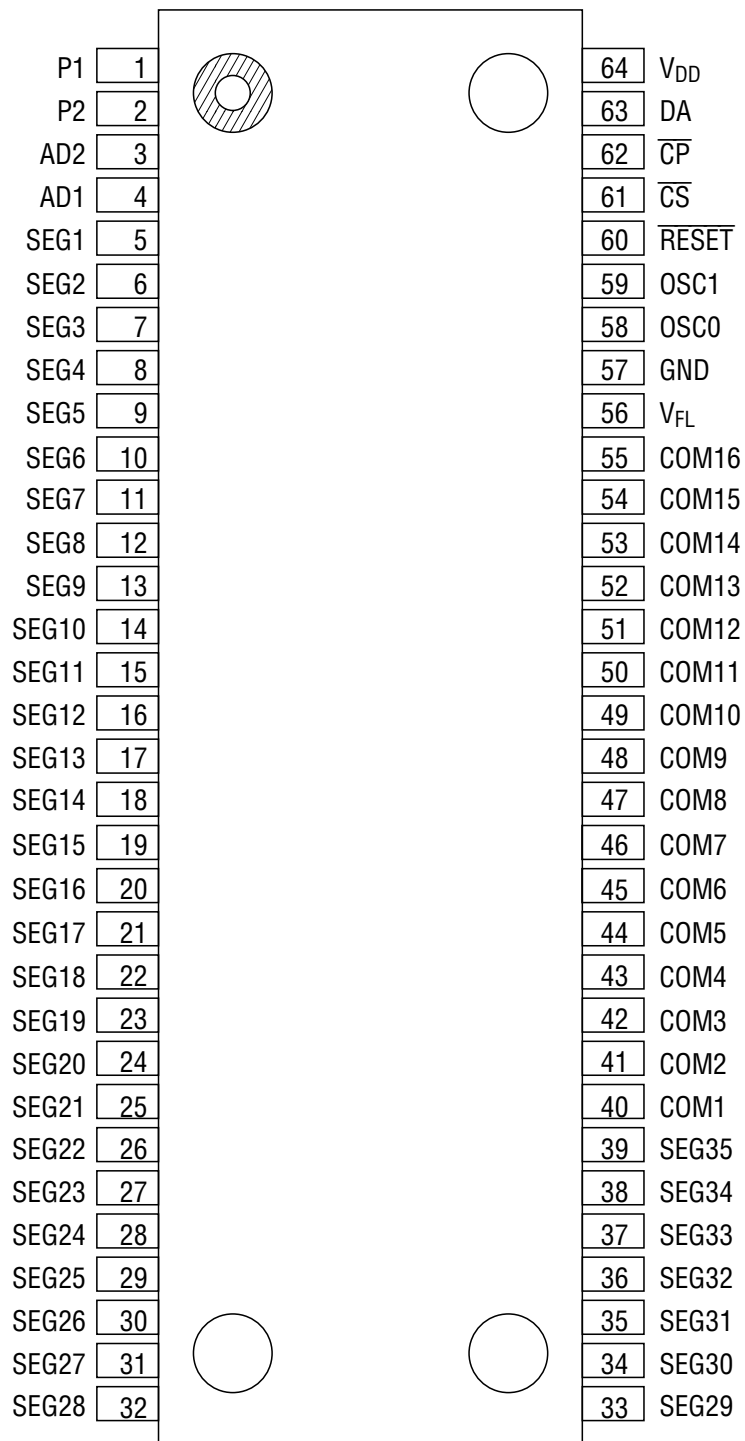 P1 1 64 VDD
P2 2 63 DA
AD2 3 62 C̅P̅
AD1 4 61 C̅S̅
SEG1 5 60 R̅E̅S̅E̅T̅
SEG2 6 59 OSC1
SEG3 7 58 OSC0
SEG4 8 57 GND
SEG5 9 56 VFL
SEG6 10 55 COM16
SEG7 11 54 COM15
SEG8 12 53 COM14
SEG9 13 52 COM13
SEG10 14 51 COM12
SEG11 15 50 COM11
SEG12 16 49 COM10
SEG13 17 48 COM9
SEG14 18 47 COM8
SEG15 19 46 COM7
SEG16 20 45 COM6
SEG17 21 44 COM5
SEG18 22 43 COM4
SEG19 23 42 COM3
SEG20 24 41 COM2
SEG21 25 40 COM1
SEG22 26 39 SEG35
SEG23 27 38 SEG34
SEG24 28 37 SEG33
SEG25 29 36 SEG32
SEG26 30 35 SEG31
SEG27 31 34 SEG30
SEG28 32 33 SEG29